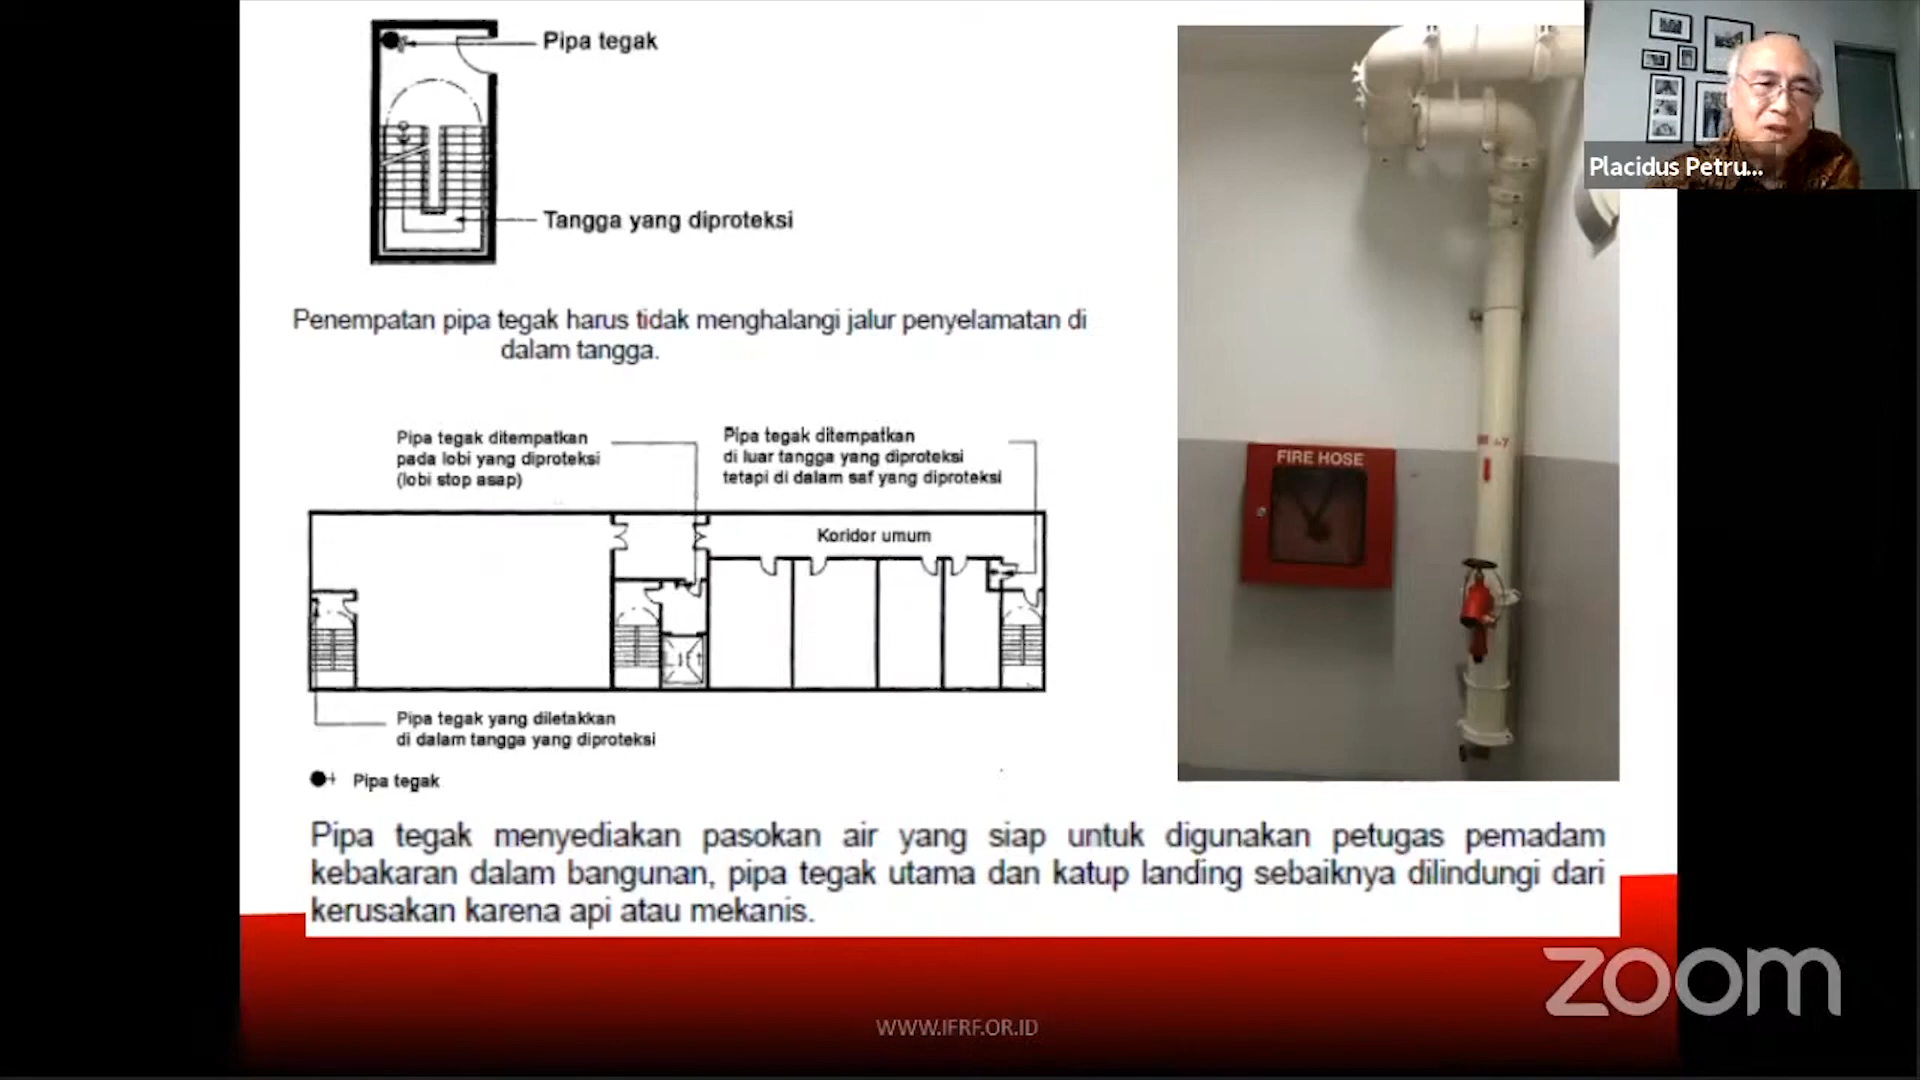 Pipa tegak
Tangga yang diproteksi
Penempatan pipa tegak harus tidak menghalangi jalur penyelamatan di
dalam tangga.
Pipa tegak ditempatkan
pada lobi yang diproteksi
(lobi stop asap)
Pipa tegak ditempatkan
di luar tangga yang diproteksi
tetapi di dalam saf yang diproteksi
Koridor umum
Pipa tegak yang diletakkan
di dalam tangga yang diproteksi
Pipa tegak
FIRE HOSE
Placidus Petru...
Pipa tegak menyediakan pasokan air yang siap untuk digunakan petugas pemadam
kebakaran dalam bangunan, pipa tegak utama dan katup landing sebaiknya dilindungi dari
kerusakan karena api atau mekanis.
zoom
WWW.IFRF.OR.ID